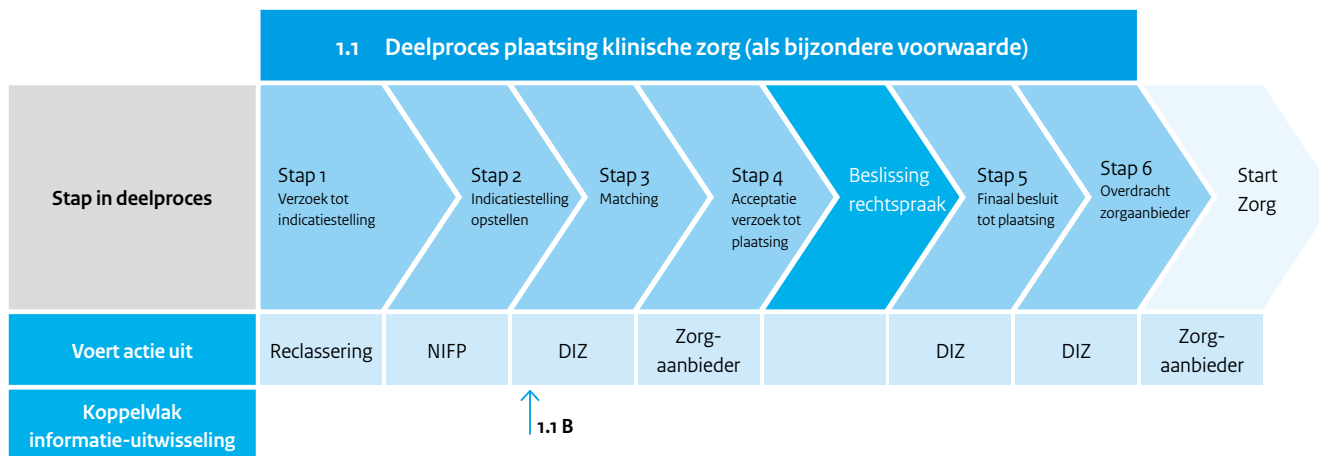 1.1 Deelproces plaatsing klinische zorg (als bijzondere voorwaarde)
Stap in deelproces
Stap 1
Verzoek tot
indicatiestelling
Stap 2
Indicatiestelling
opstellen
Stap 3
Matching
Stap 4
Acceptatie
verzoek tot
plaatsing
Beslissing
rechtspraak
Stap 5
Finaal besluit
tot plaatsing
Stap 6
Overdracht
zorgaanbieder
Start
Zorg
Voert actie uit
Reclassering
NIFP
DIZ
Zorg-
aanbieder
DIZ
DIZ
Zorg-
aanbieder
Koppelvlak
informatie-uitwisseling
1.1 B